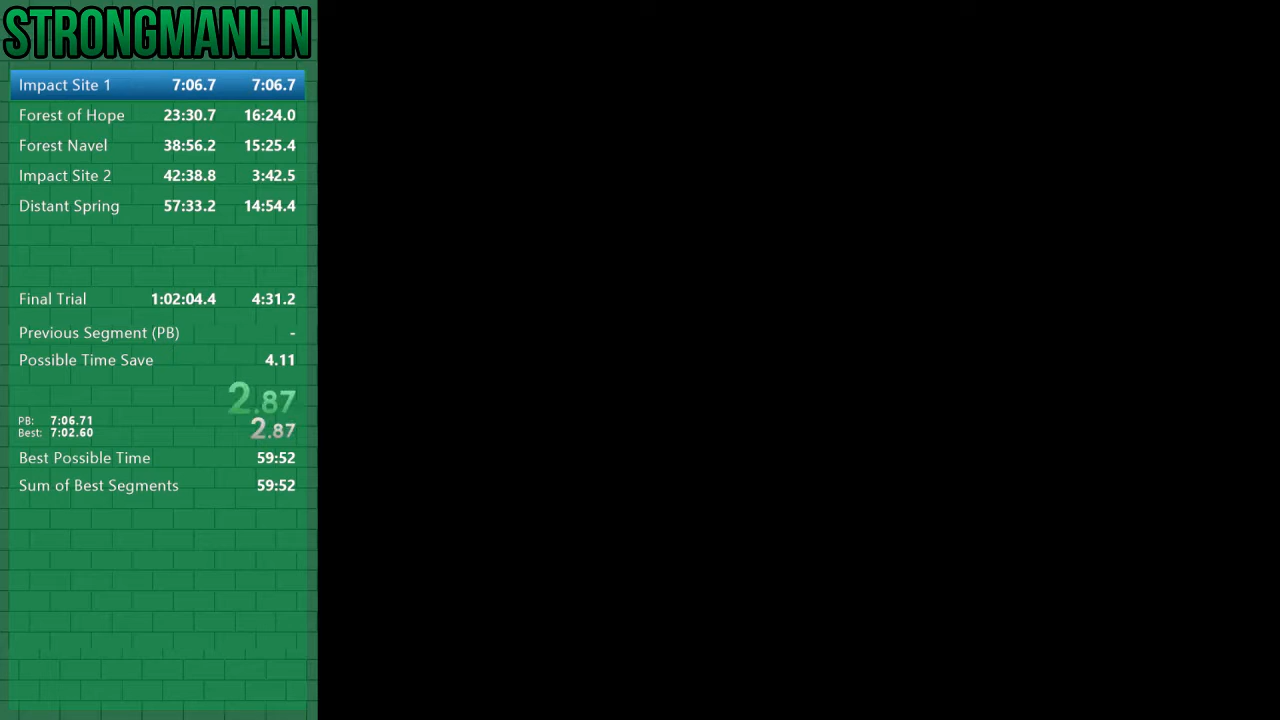 STRONGMANLIN
Impact Site 1 7:06.7 7:06.7
Forest of Hope 23:30.7 16:24.0
Forest Navel 38:56.2 15:25.4
Impact Site 2 42:38.8 3:42.5
Distant Spring 57:33.2 14:54.4
Final Trial 1:02:04.4 4:31.2
Previous Segment (PB) -
Possible Time Save 4.11
2.87
PB: 7:06.71
Best: 7:02.60
2.87
Best Possible Time 59:52
Sum of Best Segments 59:52